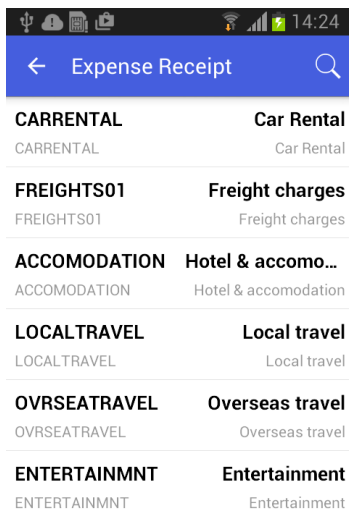 14:24
Expense Receipt
CARRENTAL Car Rental
CARRENTAL Car Rental
FREIGHTS01 Freight charges
FREIGHTS01 Freight charges
ACCOMODATION Hotel & accomo...
ACCOMODATION Hotel & accomodation
LOCALTRAVEL Local travel
LOCALTRAVEL Local travel
OVRSEATRAVEL Overseas travel
OVRSEATRAVEL Overseas travel
ENTERTAINMNT Entertainment
ENTERTAINMNT Entertainment